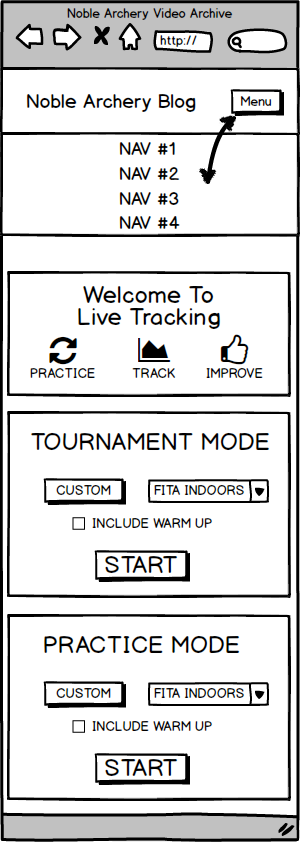 Noble Archery Video Archive
http://
Noble Archery Blog
Menu
NAV #1
NAV #2
NAV #3
NAV #4
Welcome To
Live Tracking
PRACTICE TRACK IMPROVE
TOURNAMENT MODE
CUSTOM FITA INDOORS
INCLUDE WARM UP
START
PRACTICE MODE
CUSTOM FITA INDOORS
INCLUDE WARM UP
START